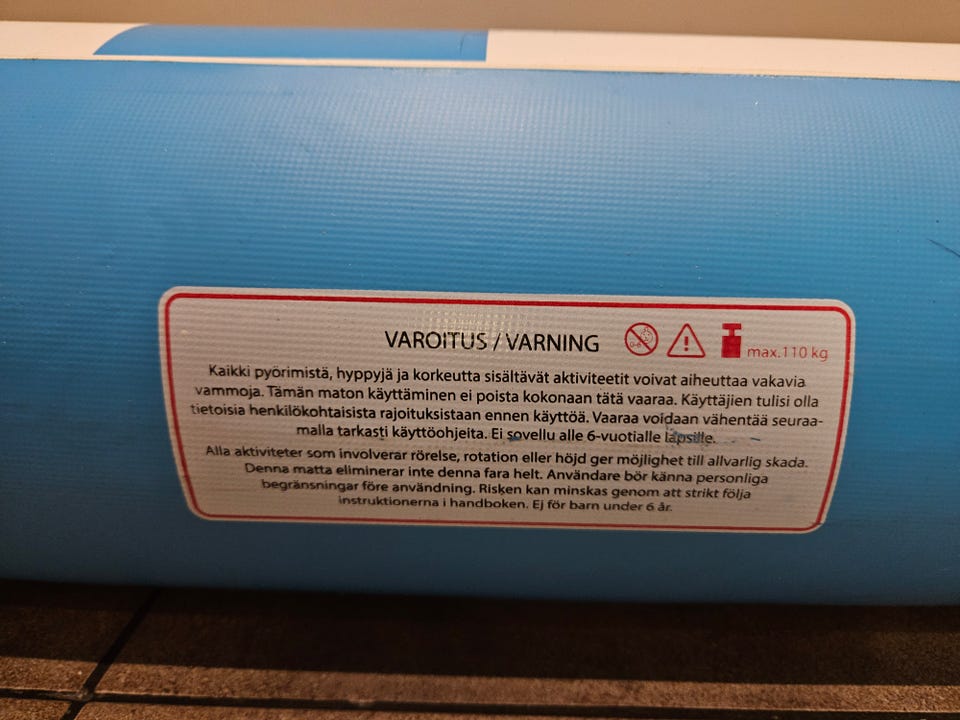 VAROITUS / VARNING
0-6
max.110 kg
Kaikki pyörimistä, hyppyjä ja korkeutta sisältävät aktiviteetit voivat aiheuttaa vakavia
vammoja. Tämän maton käyttäminen ei poista kokonaan tätä vaaraa. Käyttäjien tulisi olla
tietoisia henkilökohtaisista rajoituksistaan ennen käyttöä. Vaaraa voidaan vähentää seuraa-
malla tarkasti käyttöohjeita. Ei sovellu alle 6-vuotialle lapsille.
Alla aktiviteter som involverar rörelse, rotation eller höjd ger möjlighet till allvarlig skada.
Denna matta eliminerar inte denna fara helt. Användare bör känna personliga
begränsningar före användning. Risken kan minskas genom att strikt följa
instruktionerna i handboken. Ej för barn under 6 år.